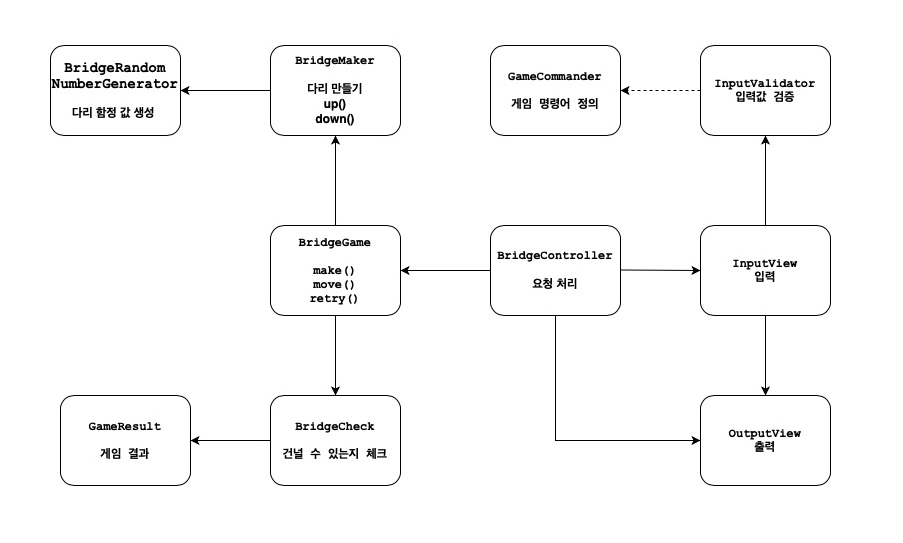 BridgeRandom
NumberGenerator
다리 함정 값 생성
BridgeMaker
다리 만들기
up()
down()
GameCommander
게임 명령어 정의
InputValidator
입력값 검증
BridgeGame
make()
move()
retry()
BridgeController
요청 처리
InputView
입력
GameResult
게임 결과
BridgeCheck
건널 수 있는지 체크
OutputView
출력